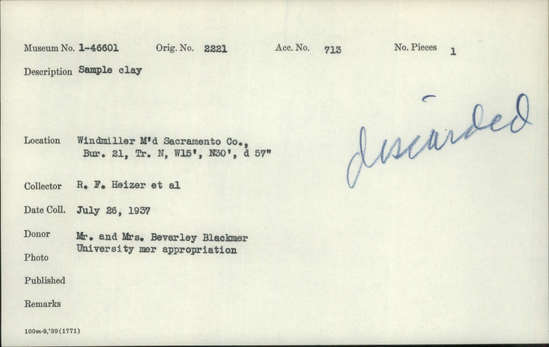 Museum No. 1-46601 Orig. No. 2221 Acc. No. 713 No. Pieces 1
Description Sample clay
discarded
Location Windmiller M'd Sacramento Co.,
Bur. 21, Tr. N, W15', N30', d 57"
Collector R. F. Heizer et al
Date Coll. July 26, 1937
Donor Mr. and Mrs. Beverley Blackmer
University mer appropriation
Photo
Published
Remarks
100m-9,'39(1771)